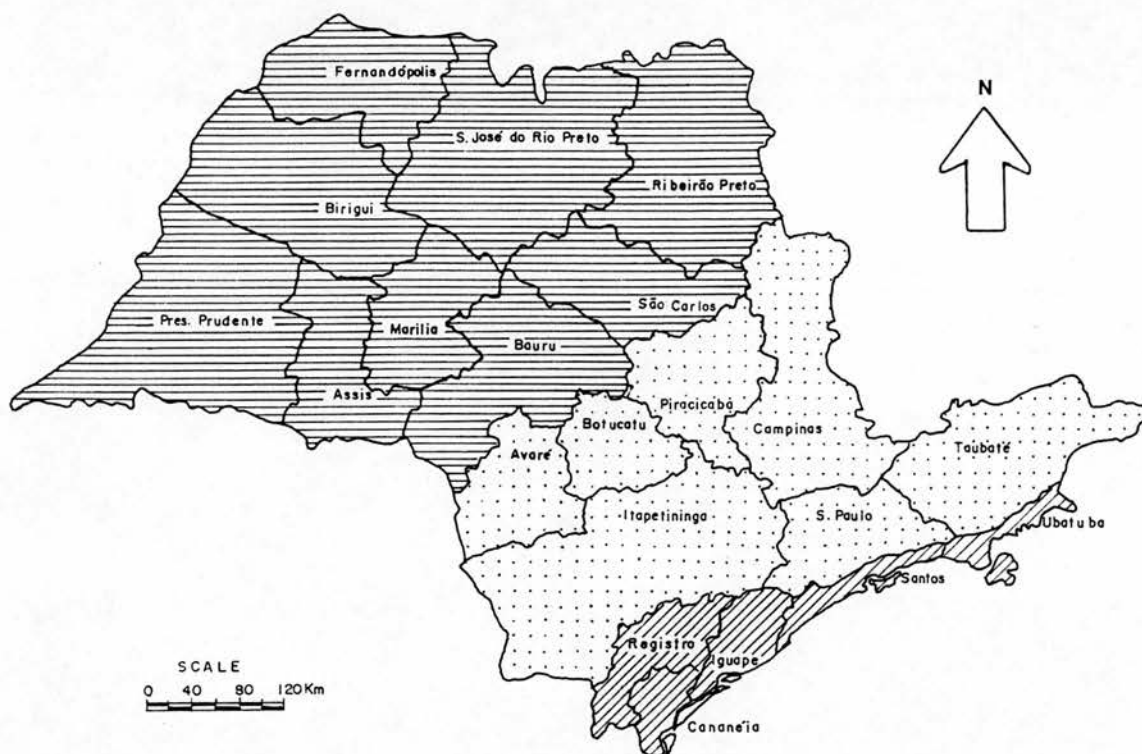 Fernandópolis
N
S. José do Rio Preto
Ribeirão Preto
Birigui
São Carlos
Pres. Prudente
Marilia
Bauru
Assis
Piracicabà
Botucatu
Campinas
Avaré
Taubaté
Itapetininga
S. Paulo
Ubatuba
Santos
Registro
Iguape
SCALE
0 40 80 120Km
Cananéia